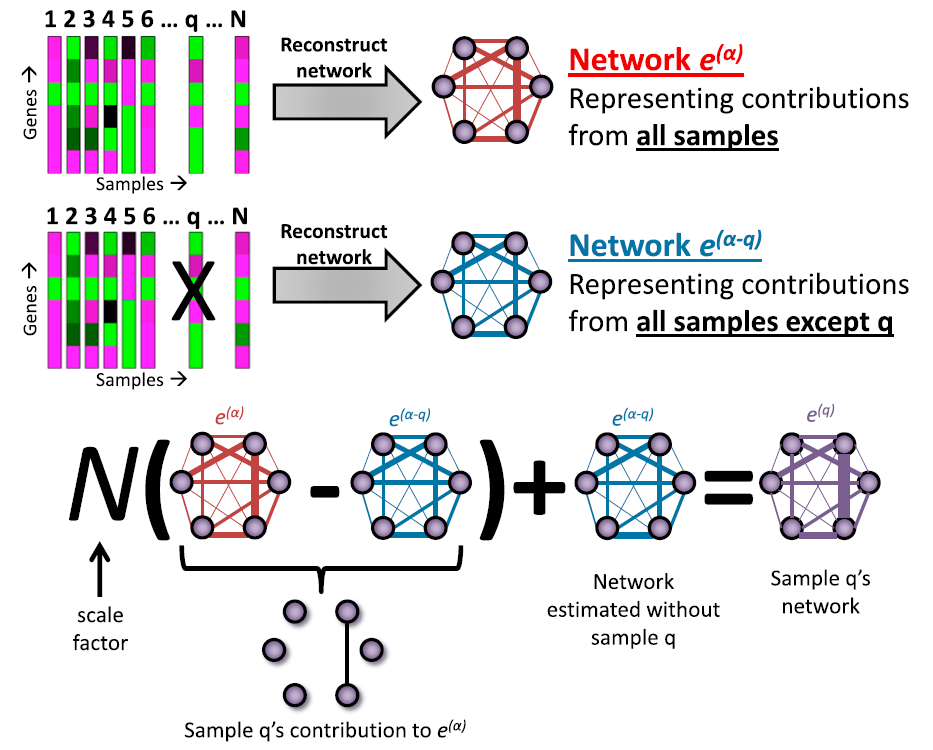 1 2 3 4 5 6 ... q ... N
Genes →
Samples →
Reconstruct
network
Network e(α)
Representing contributions
from all samples
1 2 3 4 5 6 ... q ... N
Genes →
X
Samples →
Reconstruct
network
Network e(α-q)
Representing contributions
from all samples except q
e(α) e(α-q) e(α-q) e(q)
N ( - ) + =
scale
factor
Network
estimated without
sample q
Sample q's
network
Sample q's contribution to e(α)